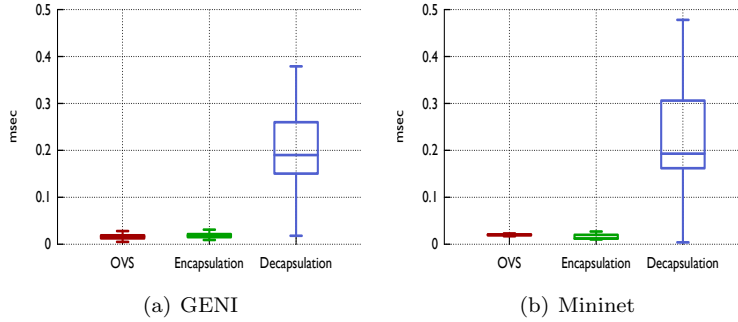 0.5
0.4
0.3
0.2
0.1
0
msec
OVS
Encapsulation
Decapsulation
(a) GENI
0.5
0.4
0.3
0.2
0.1
0
msec
OVS
Encapsulation
Decapsulation
(b) Mininet